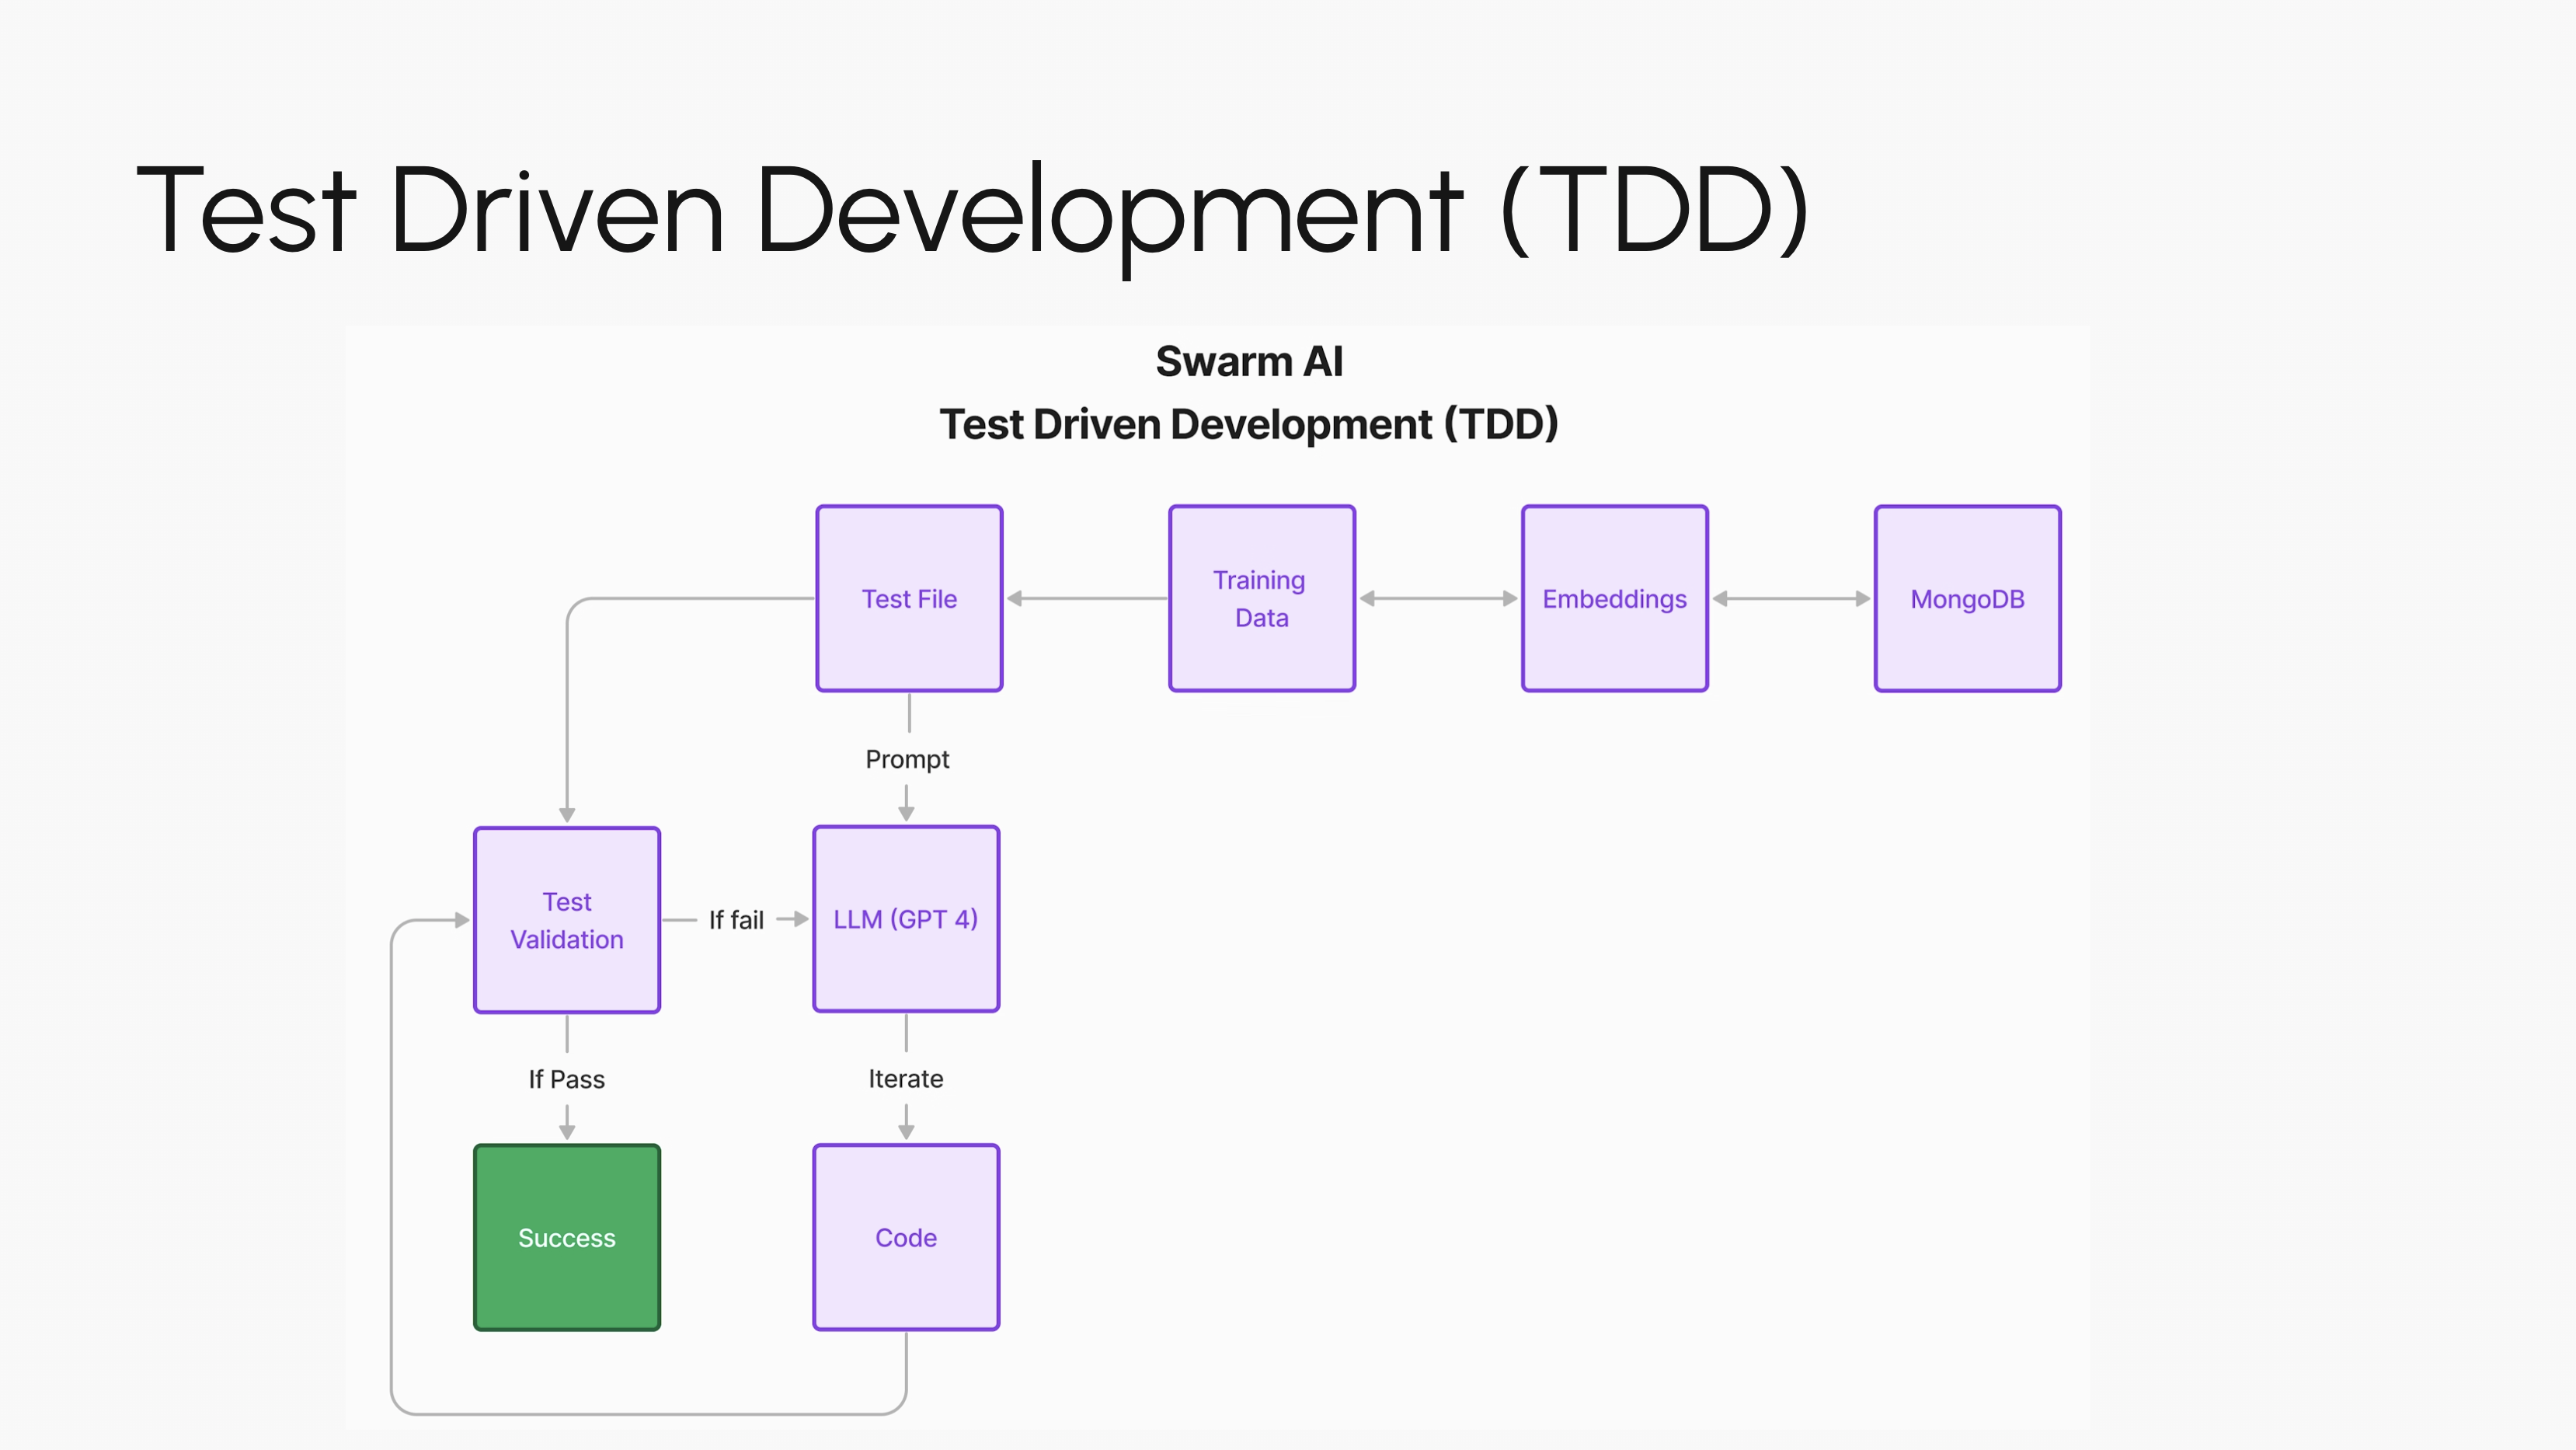 Test Driven Development (TDD)
Swarm AI
Test Driven Development (TDD)
Test File
Training
Data
Embeddings
MongoDB
Prompt
Test
Validation
If fail
LLM (GPT 4)
If Pass
Iterate
Success
Code